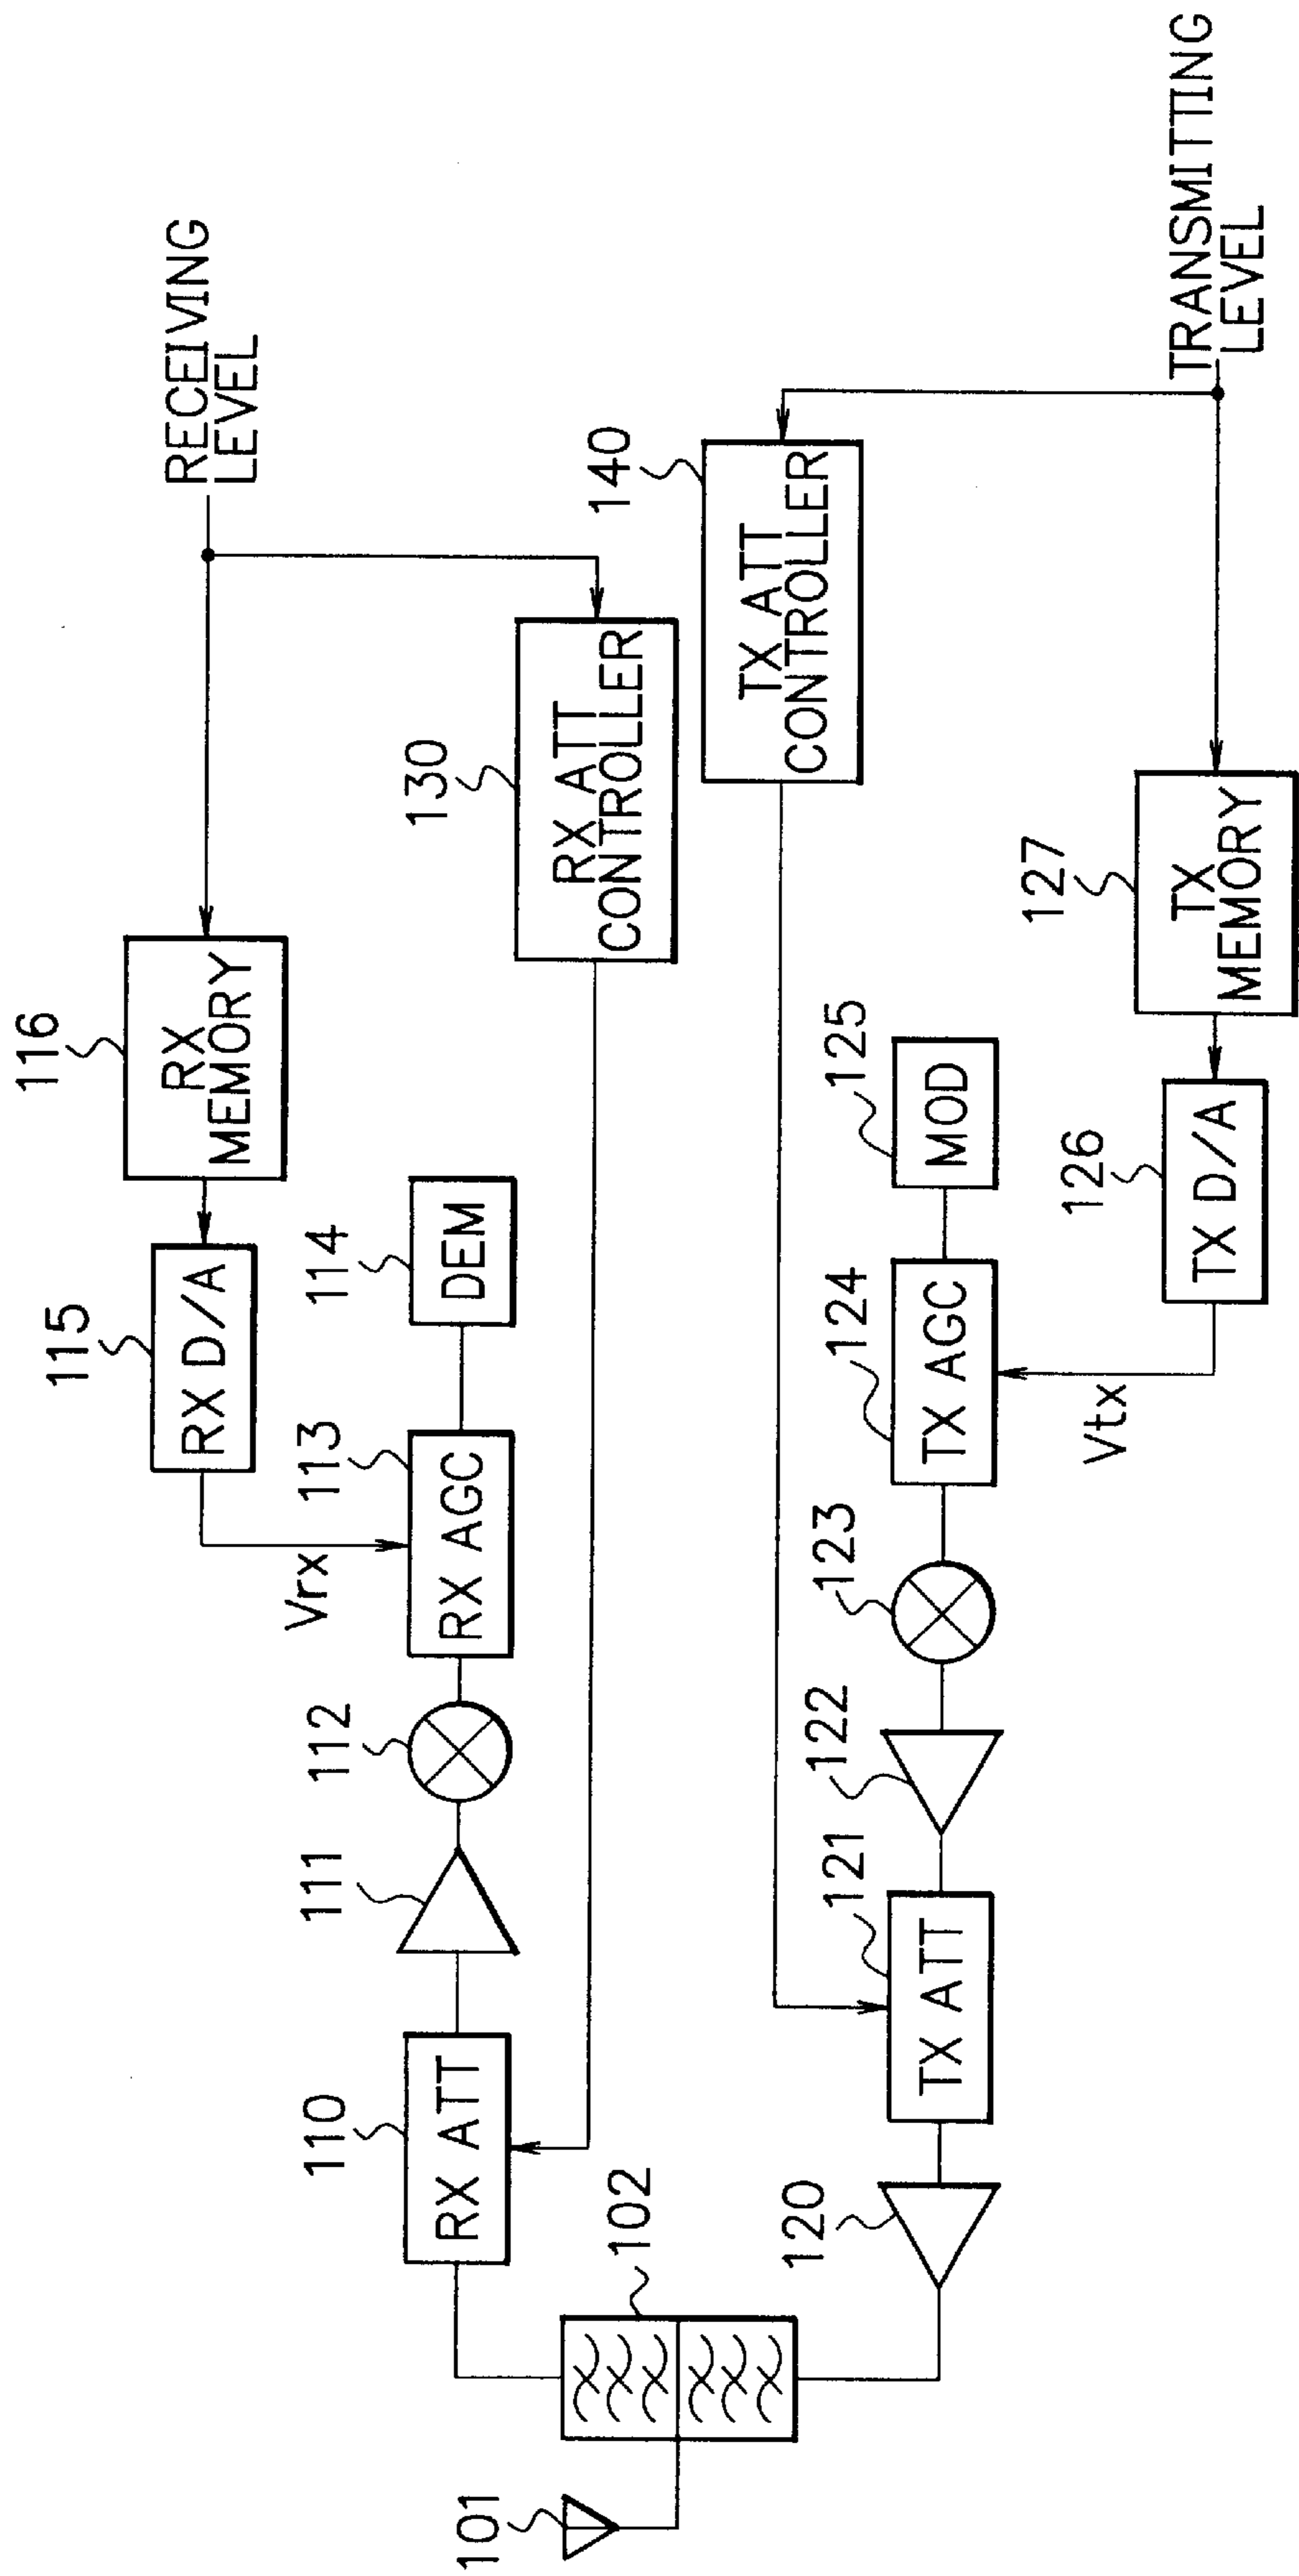 RECEIVING
LEVEL
116
RX
MEMORY
115
RX D/A
Vrx
130
RX ATT
CONTROLLER
110
RX ATT
111
112
113
RX AGC
114
DEM
101
102
140
TX ATT
CONTROLLER
120
121
TX ATT
122
123
124
TX AGC
125
MOD
Vtx
126
TX D/A
127
TX
MEMORY
TRANSMITTING
LEVEL